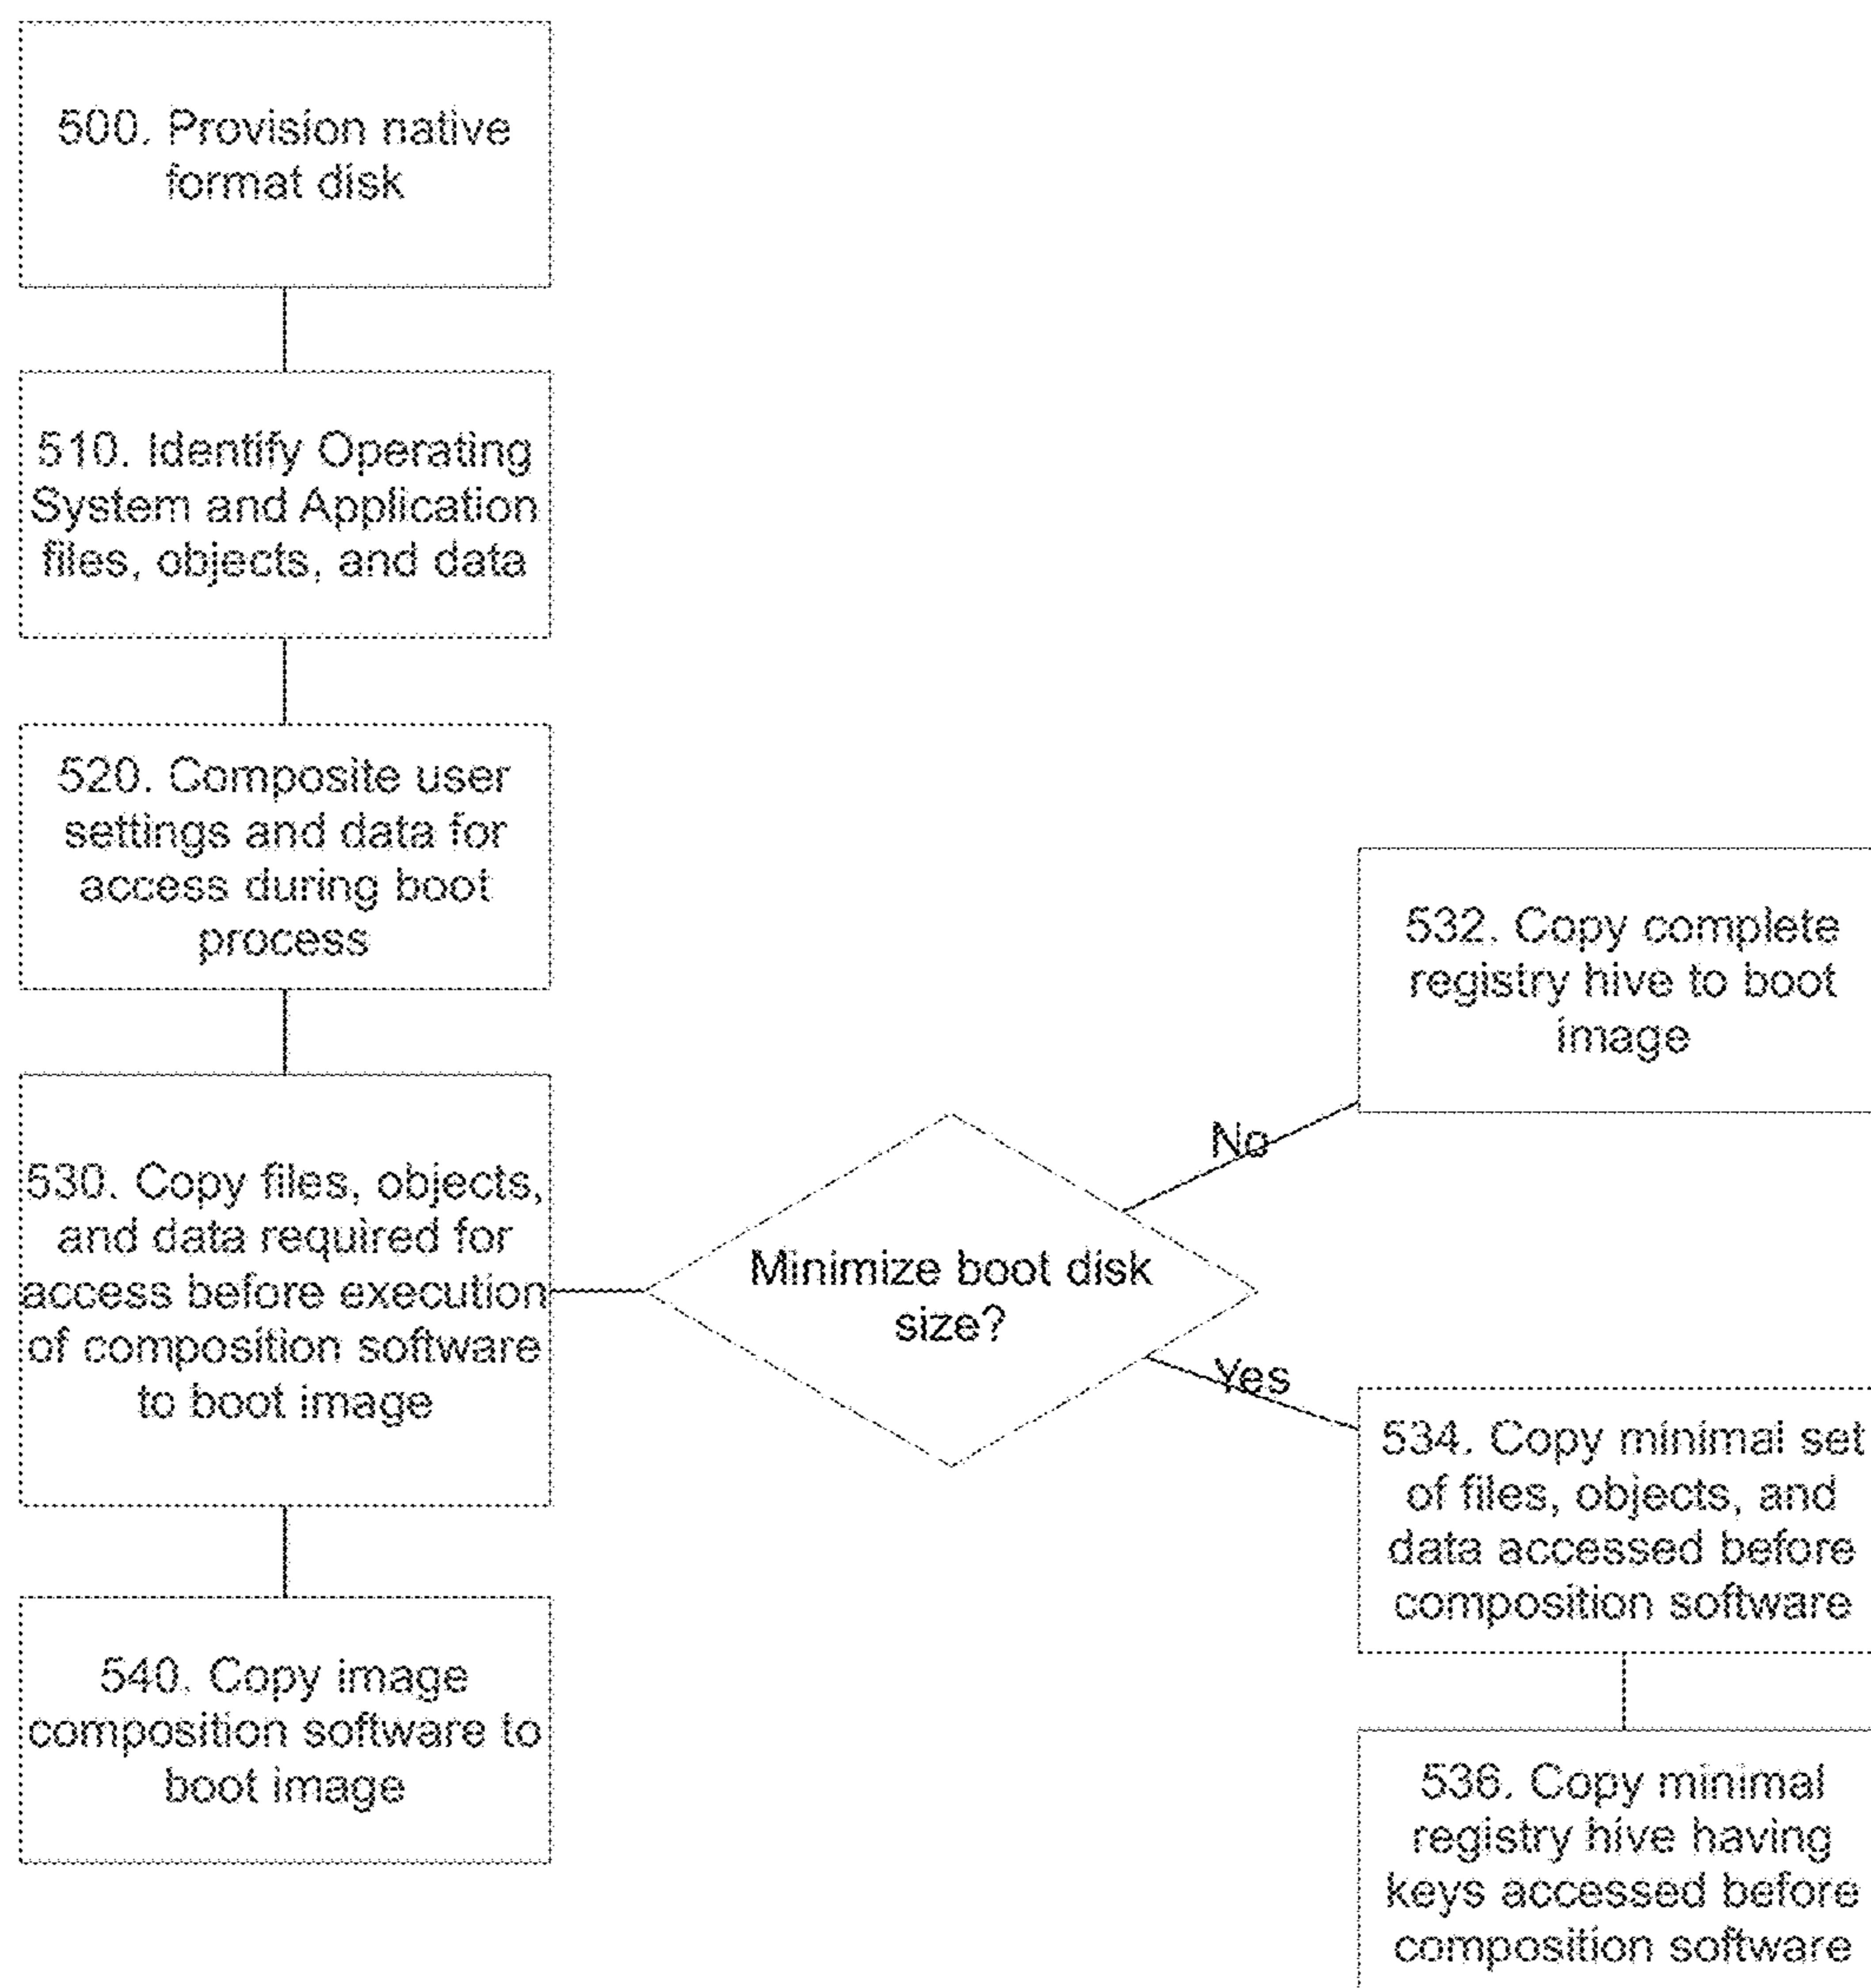 500. Provision native
format disk
510. Identify Operating
System and Application
files, objects, and data
520. Composite user
settings and data for
access during boot
process
530. Copy files, objects,
and data required for
access before execution
of composition software
to boot image
540. Copy image
composition software to
boot image
Minimize boot disk
size?
No
532. Copy complete
registry hive to boot
image
Yes
534. Copy minimal set
of files, objects, and
data accessed before
composition software
536. Copy minimal
registry hive having
keys accessed before
composition software